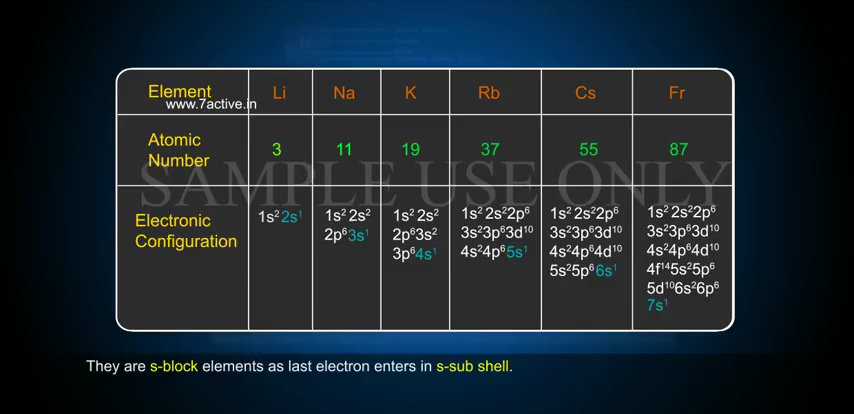 Element Li Na K Rb Cs Fr
www.7active.in
Atomic Number 3 11 19 37 55 87
SAMPLE USE ONLY
Electronic Configuration
1s² 2s¹
1s² 2s²
2p⁶3s¹
1s² 2s²
2p⁶3s²
3p⁶4s¹
1s² 2s²2p⁶
3s²3p⁶3d¹⁰
4s²4p⁶5s¹
1s² 2s²2p⁶
3s²3p⁶3d¹⁰
4s²4p⁶4d¹⁰
5s²5p⁶6s¹
1s² 2s²2p⁶
3s²3p⁶3d¹⁰
4s²4p⁶4d¹⁰
4f¹⁴5s²5p⁶
5d¹⁰6s²6p⁶
7s¹
They are s-block elements as last electron enters in s-sub shell.